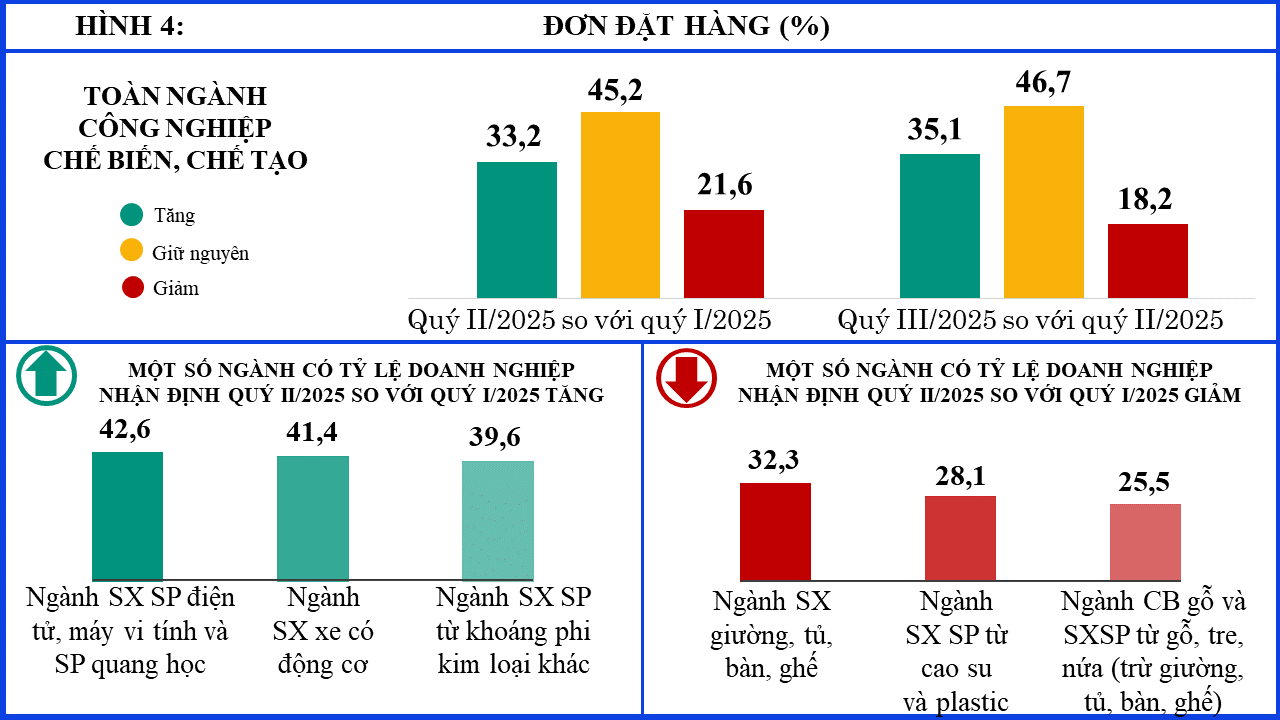 HÌNH 4:
ĐƠN ĐẶT HÀNG (%)
TOÀN NGÀNH
CÔNG NGHIỆP
CHẾ BIẾN, CHẾ TẠO
Tăng
Giữ nguyên
Giảm
33,2
45,2
21,6
Quý II/2025 so với quý I/2025
35,1
46,7
18,2
Quý III/2025 so với quý II/2025
MỘT SỐ NGÀNH CÓ TỶ LỆ DOANH NGHIỆP
NHẬN ĐỊNH QUÝ II/2025 SO VỚI QUÝ I/2025 TĂNG
42,6
41,4
39,6
Ngành SX SP điện
tử, máy vi tính và
SP quang học
Ngành
SX xe có
động cơ
Ngành SX SP
từ khoáng phi
kim loại khác
MỘT SỐ NGÀNH CÓ TỶ LỆ DOANH NGHIỆP
NHẬN ĐỊNH QUÝ II/2025 SO VỚI QUÝ I/2025 GIẢM
32,3
28,1
25,5
Ngành SX
giường, tủ,
bàn, ghế
Ngành
SX SP từ
cao su
và plastic
Ngành CB gỗ và
SXSP từ gỗ, tre,
nứa (trừ giường,
tủ, bàn, ghế)